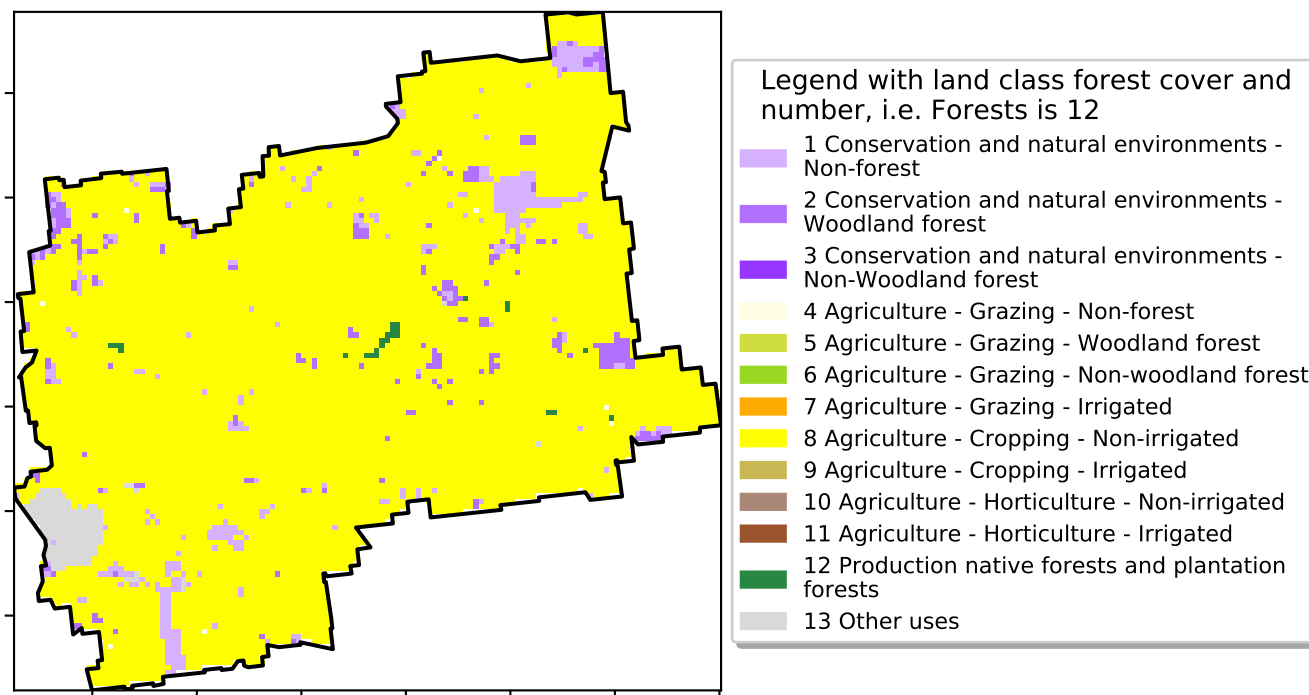 Legend with land class forest cover and
number, i.e. Forests is 12
1 Conservation and natural environments -
Non-forest
2 Conservation and natural environments -
Woodland forest
3 Conservation and natural environments -
Non-Woodland forest
4 Agriculture - Grazing - Non-forest
5 Agriculture - Grazing - Woodland forest
6 Agriculture - Grazing - Non-woodland forest
7 Agriculture - Grazing - Irrigated
8 Agriculture - Cropping - Non-irrigated
9 Agriculture - Cropping - Irrigated
10 Agriculture - Horticulture - Non-irrigated
11 Agriculture - Horticulture - Irrigated
12 Production native forests and plantation
forests
13 Other uses